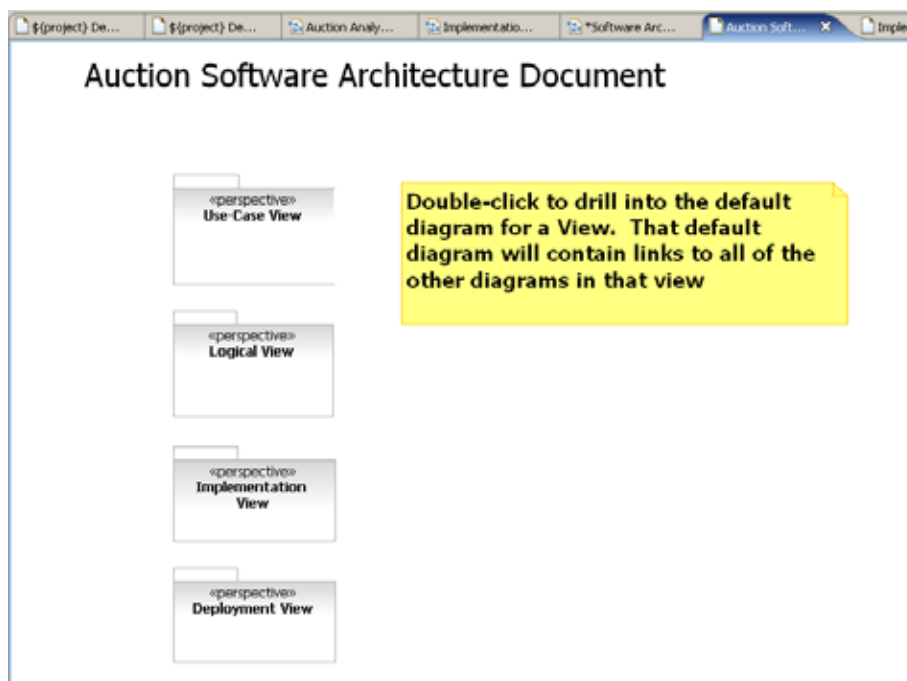 ${project} De...
${project} De...
Auction Analy...
Implementatio...
*Software Arc...
Auction Soft...
Imple
Auction Software Architecture Document
«perspective»
Use-Case View
Double-click to drill into the default
diagram for a View. That default
diagram will contain links to all of the
other diagrams in that view
«perspective»
Logical View
«perspective»
Implementation
View
«perspective»
Deployment View